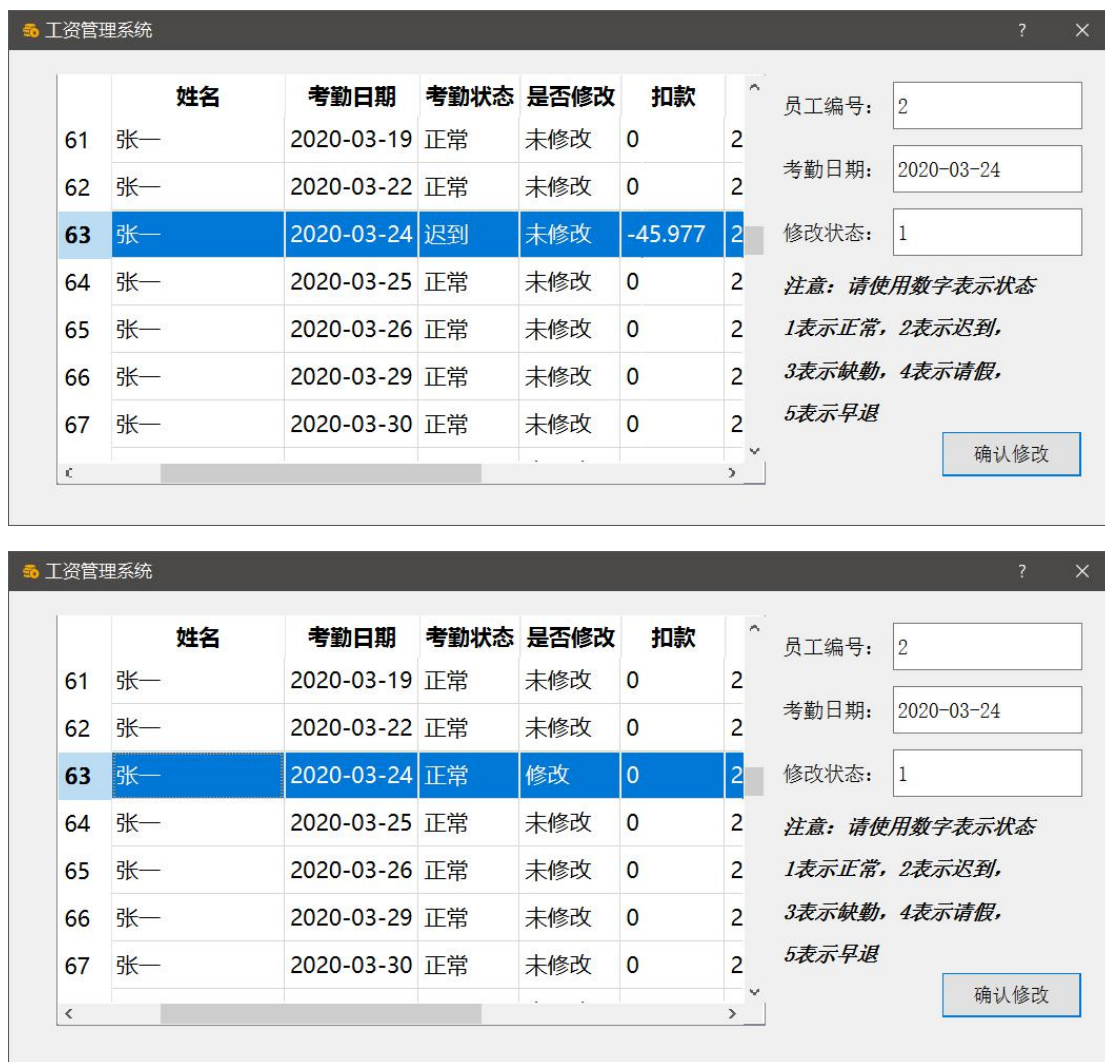 工资管理系统 ?
姓名 考勤日期 考勤状态 是否修改 扣款
61 张一 2020-03-19 正常 未修改 0 2
62 张一 2020-03-22 正常 未修改 0 2
63 张一 2020-03-24 迟到 未修改 -45.977 2
64 张一 2020-03-25 正常 未修改 0 2
65 张一 2020-03-26 正常 未修改 0 2
66 张一 2020-03-29 正常 未修改 0 2
67 张一 2020-03-30 正常 未修改 0 2
员工编号: 2
考勤日期: 2020-03-24
修改状态: 1
注意：请使用数字表示状态
1表示正常，2表示迟到，
3表示缺勤，4表示请假，
5表示早退
确认修改
工资管理系统 ?
姓名 考勤日期 考勤状态 是否修改 扣款
61 张一 2020-03-19 正常 未修改 0 2
62 张一 2020-03-22 正常 未修改 0 2
63 张一 2020-03-24 正常 修改 0 2
64 张一 2020-03-25 正常 未修改 0 2
65 张一 2020-03-26 正常 未修改 0 2
66 张一 2020-03-29 正常 未修改 0 2
67 张一 2020-03-30 正常 未修改 0 2
员工编号: 2
考勤日期: 2020-03-24
修改状态: 1
注意：请使用数字表示状态
1表示正常，2表示迟到，
3表示缺勤，4表示请假，
5表示早退
确认修改